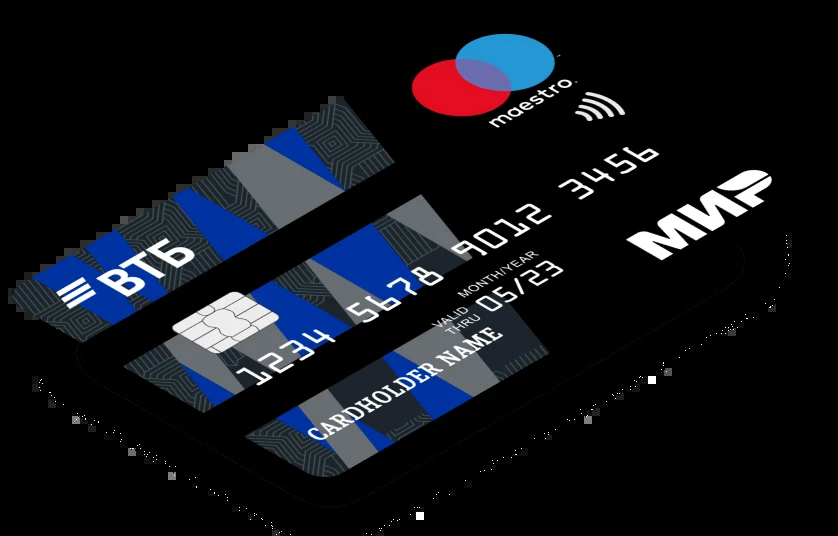 maestro.
ВТБ
МИР
1234 5678 9012 3456
MONTH/YEAR
VALID THRU 05/23
CARDHOLDER NAME